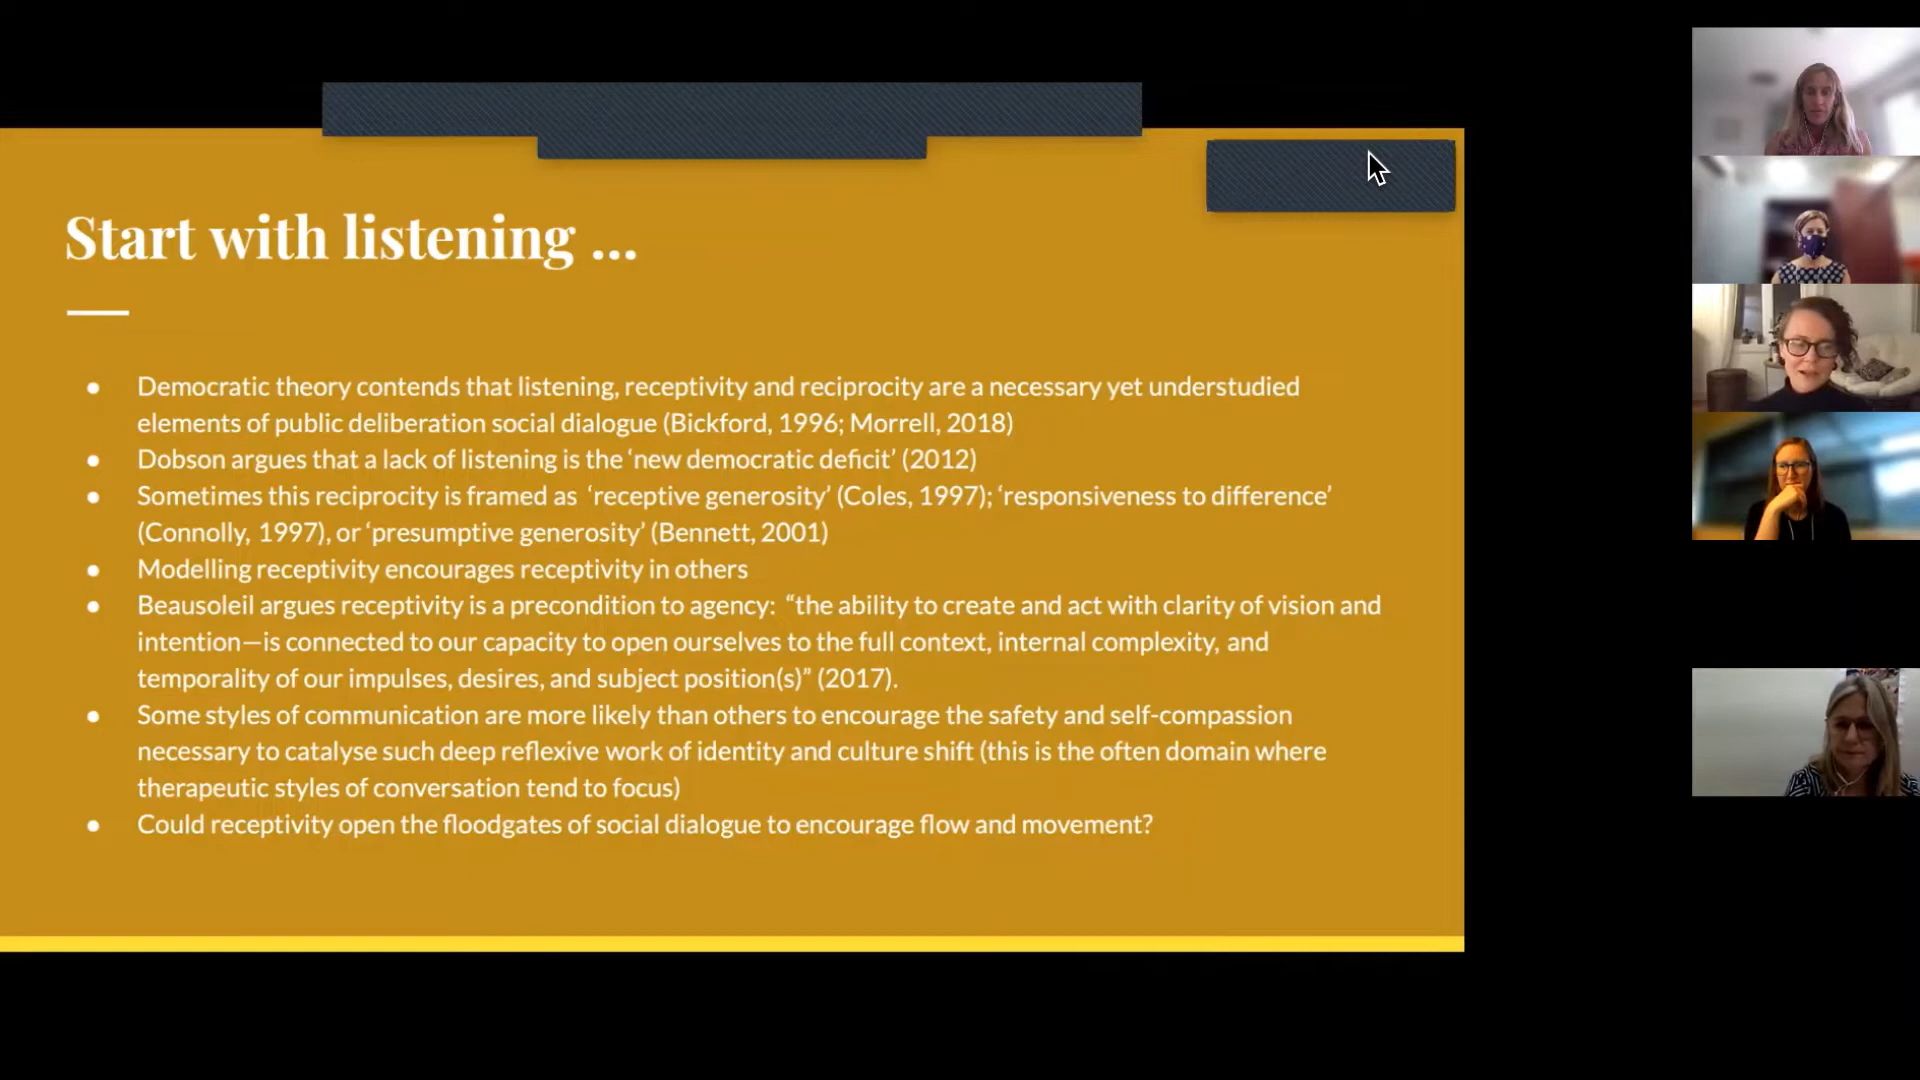 Start with listening ...
● Democratic theory contends that listening, receptivity and reciprocity are a necessary yet understudied
elements of public deliberation social dialogue (Bickford, 1996; Morrell, 2018)
● Dobson argues that a lack of listening is the ‘new democratic deficit’ (2012)
● Sometimes this reciprocity is framed as ‘receptive generosity’ (Coles, 1997); ‘responsiveness to difference’
(Connolly, 1997), or ‘presumptive generosity’ (Bennett, 2001)
● Modelling receptivity encourages receptivity in others
● Beausoleil argues receptivity is a precondition to agency: “the ability to create and act with clarity of vision and
intention—is connected to our capacity to open ourselves to the full context, internal complexity, and
temporality of our impulses, desires, and subject position(s)” (2017).
● Some styles of communication are more likely than others to encourage the safety and self-compassion
necessary to catalyse such deep reflexive work of identity and culture shift (this is the often domain where
therapeutic styles of conversation tend to focus)
● Could receptivity open the floodgates of social dialogue to encourage flow and movement?